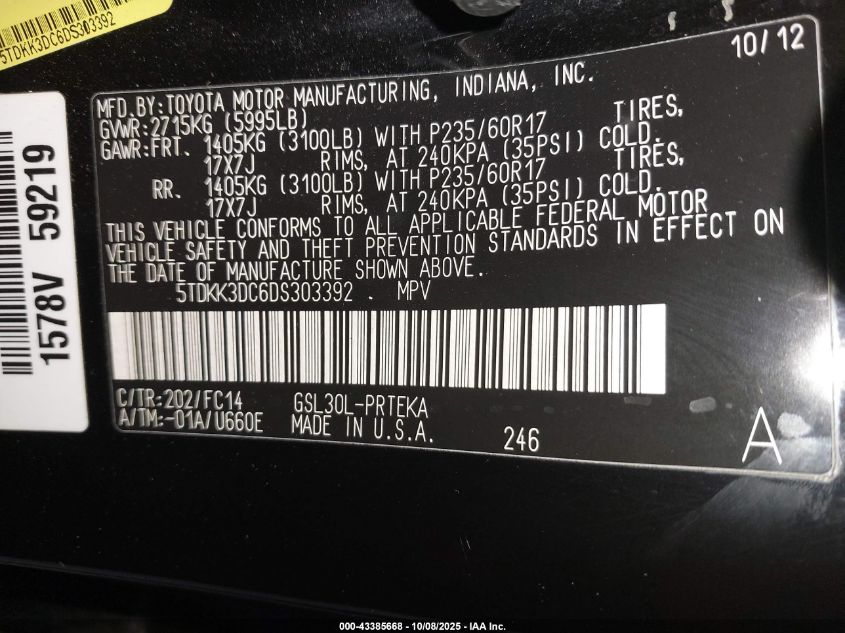 5TDKK3DC6DS303392
1578V 59219
10/12
MFD.BY:TOYOTA MOTOR MANUFACTURING, INDIANA, INC.
GVWR:2715KG (5995LB)
GAWR:FRT. 1405KG (3100LB) WITH P235/60R17 TIRES,
17X7J RIMS, AT 240KPA (35PSI) COLD.
RR. 1405KG (3100LB) WITH P235/60R17 TIRES,
17X7J RIMS, AT 240KPA (35PSI) COLD.
THIS VEHICLE CONFORMS TO ALL APPLICABLE FEDERAL MOTOR
VEHICLE SAFETY AND THEFT PREVENTION STANDARDS IN EFFECT ON
THE DATE OF MANUFACTURE SHOWN ABOVE.
5TDKK3DC6DS303392 . MPV
C/TR:202/FC14 GSL30L-PRTEKA
A/TM:-01A/U660E MADE IN U.S.A. 246 A
000-43385668 - 10/08/2025 - IAA Inc.